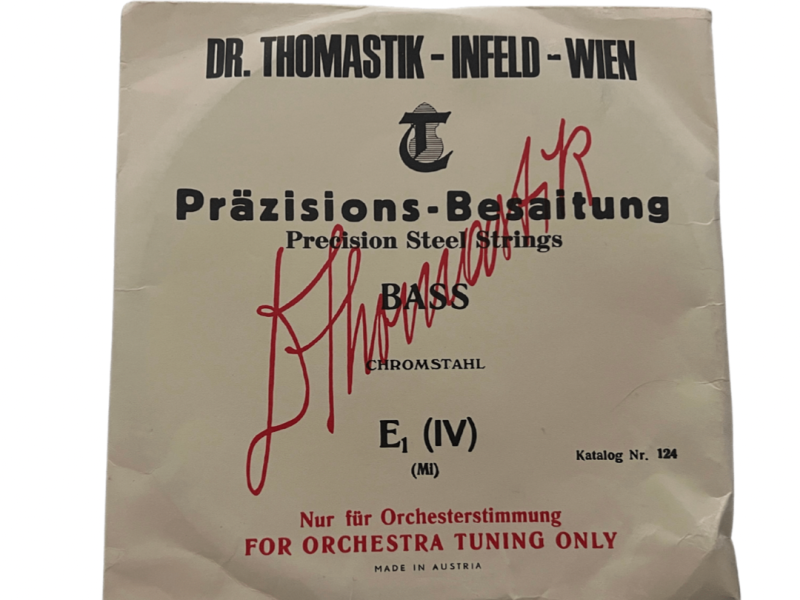 DR. THOMASTIK - INFELD - WIEN
Präzisions-Besaitung
Precision Steel Strings
BASS
Thomastik
CHROMSTAHL
E₁ (IV)
(MI)
Katalog Nr. 124
Nur für Orchesterstimmung
FOR ORCHESTRA TUNING ONLY
MADE IN AUSTRIA